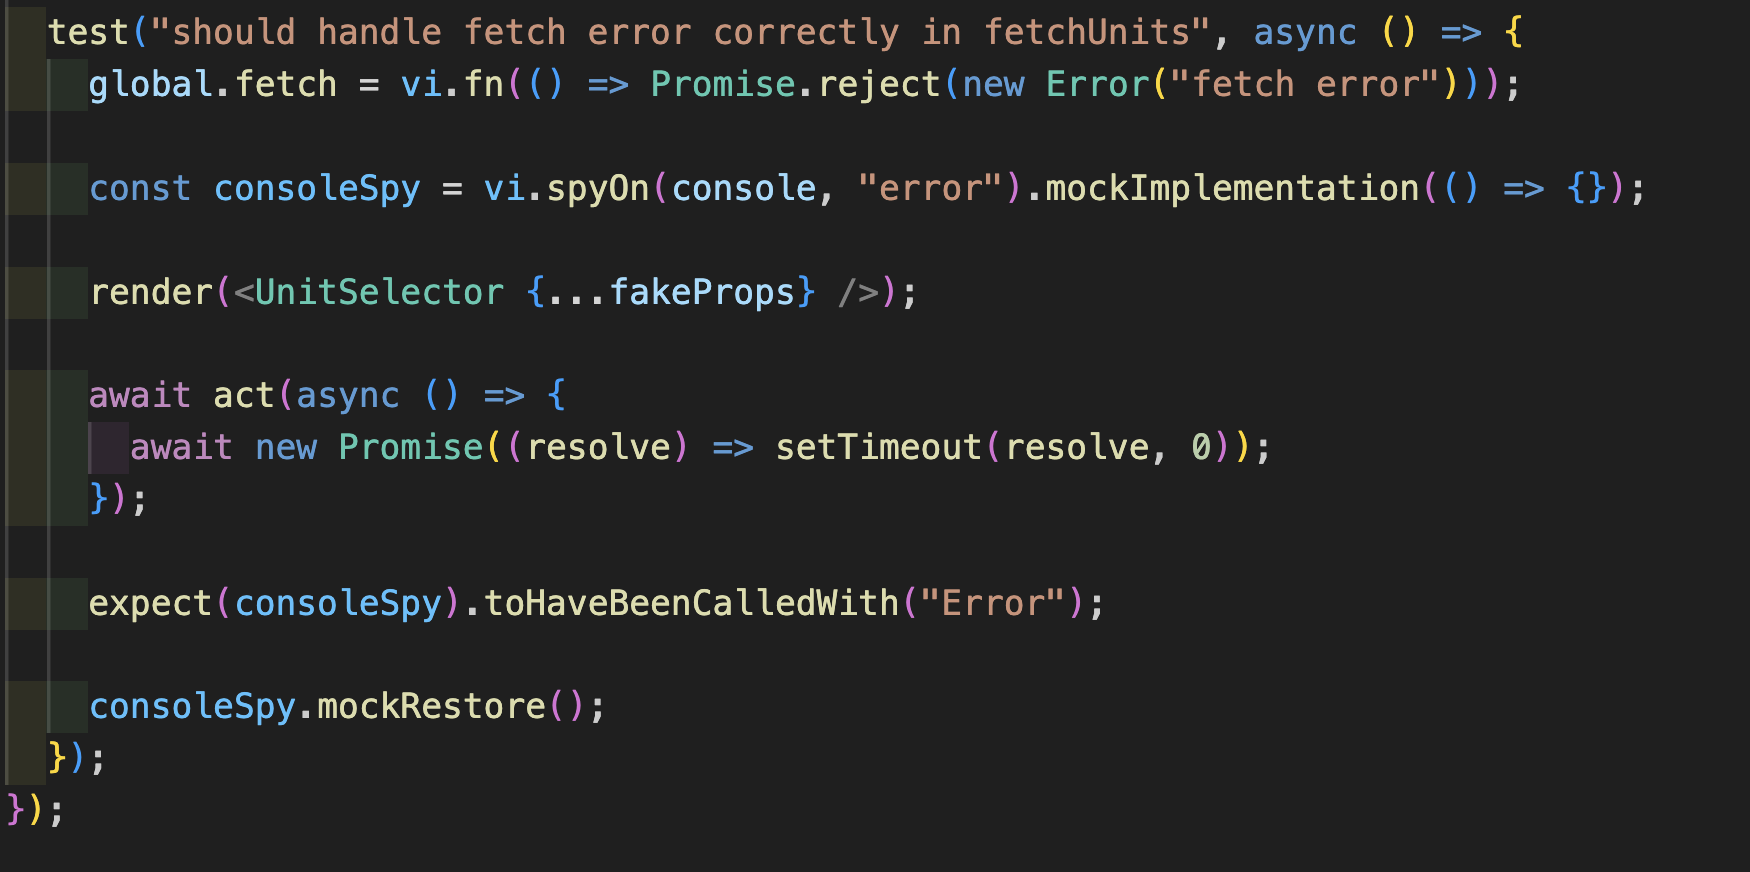 test("should handle fetch error correctly in fetchUnits", async () => {
global.fetch = vi.fn(() => Promise.reject(new Error("fetch error")));
const consoleSpy = vi.spyOn(console, "error").mockImplementation(() => {});
render(<UnitSelector {...fakeProps} />);
await act(async () => {
await new Promise((resolve) => setTimeout(resolve, 0));
});
expect(consoleSpy).toHaveBeenCalledWith("Error");
consoleSpy.mockRestore();
});
});